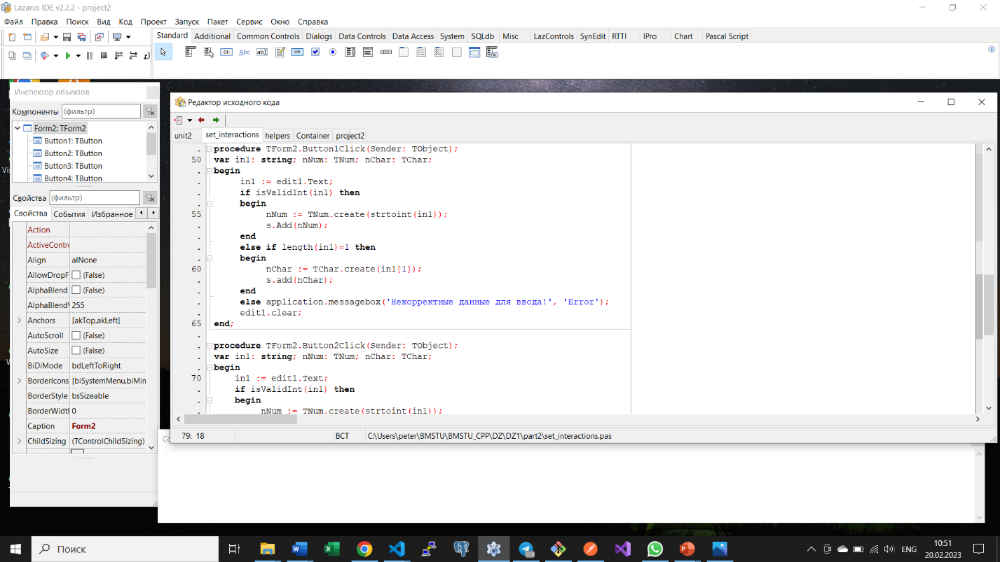 Lazarus IDE v2.2.2 - project2
Файл Правка Поиск Вид Код Проект Запуск Пакет Сервис Окно Справка
Standard Additional Common Controls Dialogs Data Controls Data Access System SQLdb Misc LazControls SynEdit RTTI IPro Chart Pascal Script
Ok Abc abI on Ok
Инспектор объектов
Компоненты (фильтр)
Form2: TForm2
Button1: TButton
Button2: TButton
Button3: TButton
Button4: TButton
Свойства (фильтр)
Свойства События Избранное
Action
ActiveContro
Align alNone
AllowDropF (False)
AlphaBlend (False)
AlphaBlendV 255
Anchors [akTop,akLeft]
AutoScroll (False)
AutoSize (False)
BiDiMode bdLeftToRight
BorderIcons [biSystemMenu,biMin
BorderStyle bsSizeable
BorderWidth 0
Caption Form2
ChildSizing (TControlChildSizing)
Редактор исходного кода
unit2 set_interactions helpers Container project2
procedure TForm2.Button1Click(Sender: TObject);
50 var in1: string; nNum: TNum; nChar: TChar;
begin
in1 := edit1.Text;
if isValidInt(in1) then
begin
55 nNum := TNum.create(strtoint(in1));
s.Add(nNum);
end
else if length(in1)=1 then
begin
60 nChar := TChar.create(in1[1]);
s.add(nChar);
end
else application.messagebox('Некорректные данные для ввода!', 'Error');
edit1.clear;
65 end;
procedure TForm2.Button2Click(Sender: TObject);
var in1: string; nNum: TNum; nChar: TChar;
begin
70 in1 := edit1.Text;
if isValidInt(in1) then
begin
nNum := TNum.create(strtoint(in1));
79: 18 ВСТ C:\Users\peter\BMSTU\BMSTU_CPP\DZ\DZ1\part2\set_interactions.pas
Поиск
108
ENG
10:51
20.02.2023